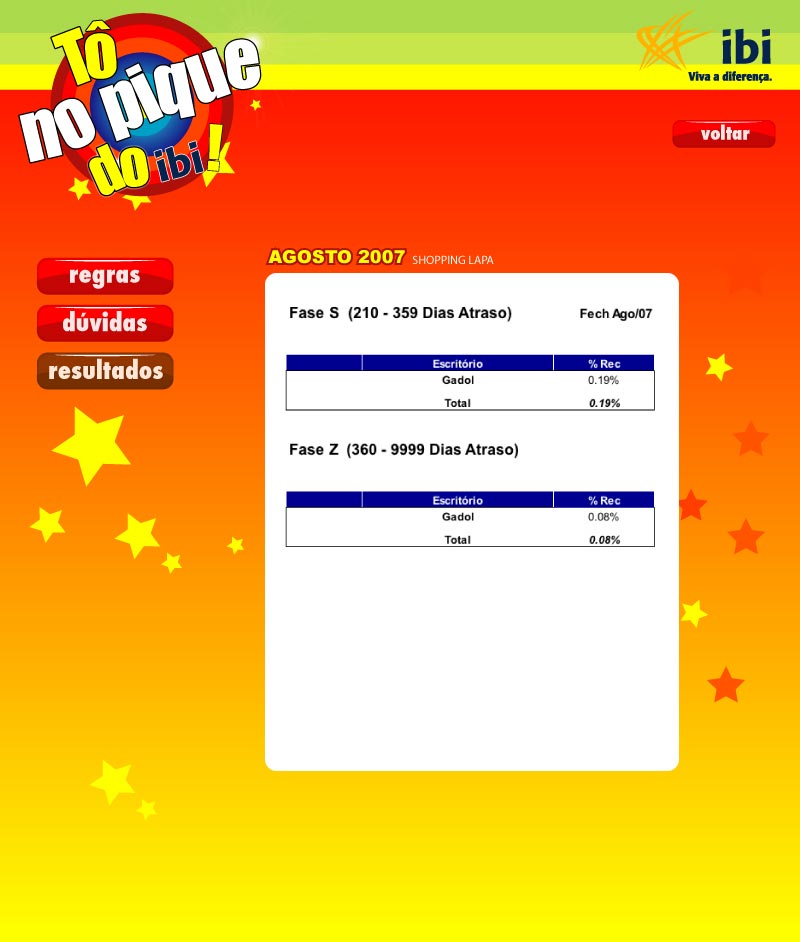 Tô
no pique
do ibi!
ibi
Viva a diferença.
voltar
regras
dúvidas
resultados
AGOSTO 2007 SHOPPING LAPA
Fase S (210 - 359 Dias Atraso) Fech Ago/07
Escritório % Rec
Gadol 0.19%
Total 0.19%
Fase Z (360 - 9999 Dias Atraso)
Escritório % Rec
Gadol 0.08%
Total 0.08%